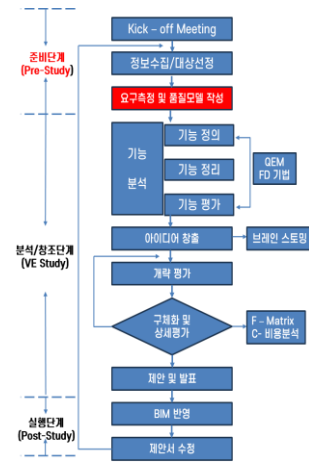 Kick – off Meeting
준비단계
(Pre-Study)
정보수집/대상선정
요구측정 및 품질모델 작성
기능
분석
기능 정의
기능 정리
기능 평가
QEM
FD 기법
아이디어 창출
브레인 스토밍
분석/창조단계
(VE Study)
개략 평가
구체화 및
상세평가
F – Matrix
C- 비용분석
제안 및 발표
실행단계
(Post-Study)
BIM 반영
제안서 수정